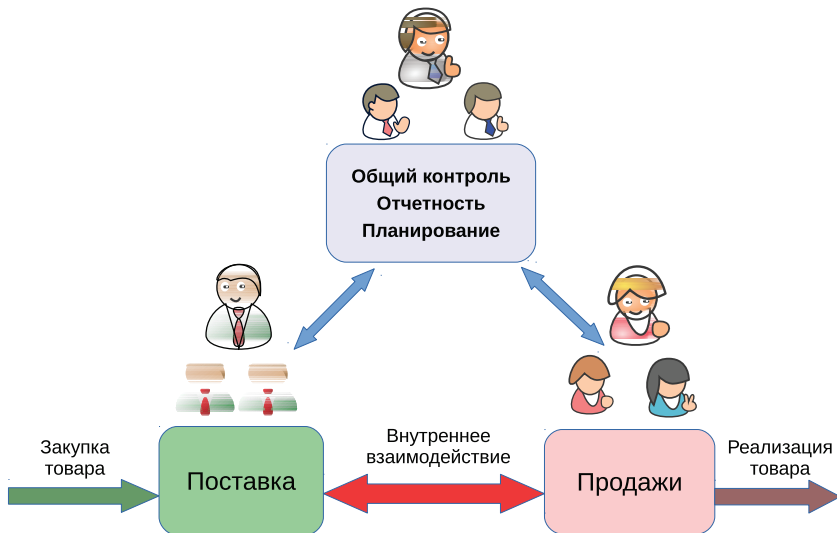 Общий контроль
Отчетность
Планирование
Закупка
товара
Поставка
Внутреннее
взаимодействие
Продажи
Реализация
товара